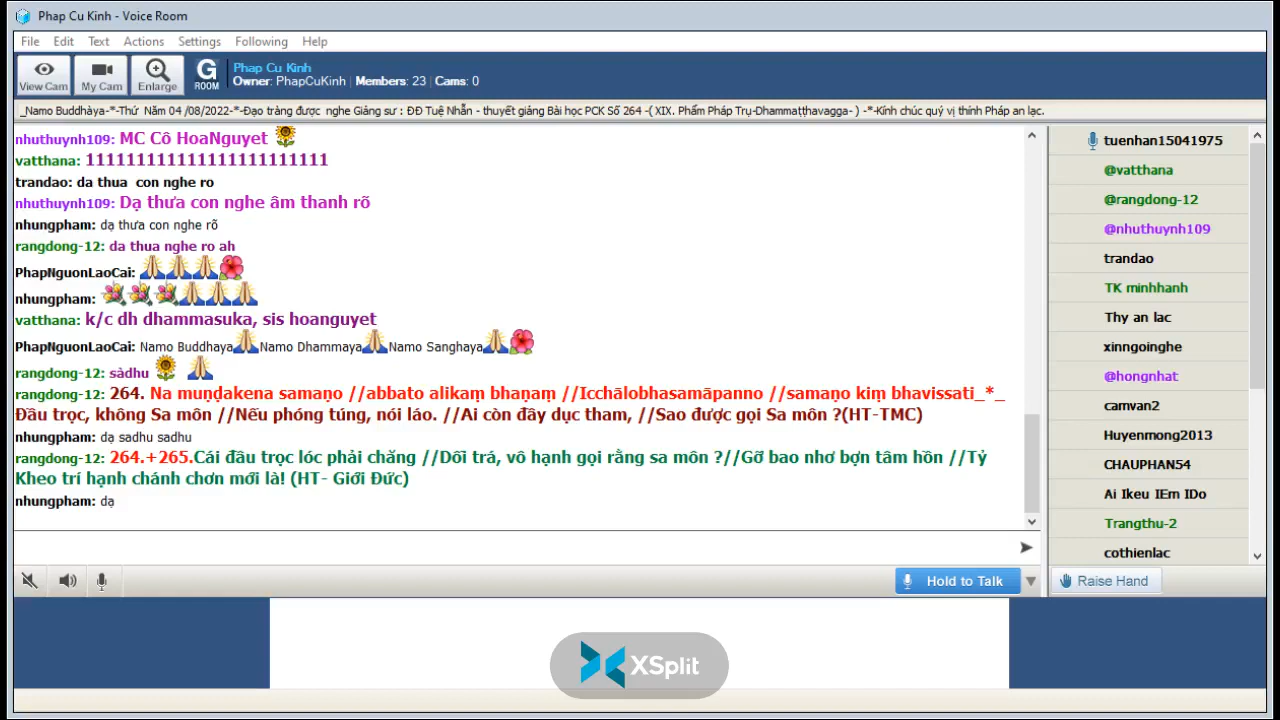 Phap Cu Kinh - Voice Room
File Edit Text Actions Settings Following Help
View Cam My Cam Enlarge G ROOM Phap Cu Kinh
Owner: PhapCuKinh | Members: 23 | Cams: 0
_Namo Buddhàya-*-Thứ Năm 04 /08/2022-*-Đạo tràng được nghe Giảng sư : ĐĐ Tuệ Nhẫn - thuyết giảng Bài học PCK Số 264 -( XIX. Phẩm Pháp Trụ-Dhammaṭṭhavagga- ) -*-Kính chúc quý vị thính Pháp an lạc.
nhuthuynh109: MC Cô HoaNguyet
vatthana: 111111111111111111111111
trandao: da thua con nghe ro
nhuthuynh109: Dạ thưa con nghe âm thanh rõ
nhungpham: dạ thưa con nghe rõ
rangdong-12: da thua nghe ro ah
PhapNguonLaoCai:
nhungpham:
vatthana: k/c dh dhammasuka, sis hoanguyet
PhapNguonLaoCai: Namo Buddhaya Namo Dhammaya Namo Sanghaya
rangdong-12: sàdhu
rangdong-12: 264. Na muṇḍakena samaṇo //abbato alikaṃ bhaṇaṃ //Icchālobhasamāpanno //samaṇo kiṃ bhavissati_*_
Đầu trọc, không Sa môn //Nếu phóng túng, nói láo. //Ai còn đầy dục tham, //Sao được gọi Sa môn ?(HT-TMC)
nhungpham: dạ sadhu sadhu
rangdong-12: 264.+265.Cái đầu trọc lóc phải chăng //Dối trá, vô hạnh gọi rằng sa môn ?//Gỡ bao nhơ bợn tâm hồn //Tỷ
Kheo trí hạnh chánh chơn mới là! (HT- Giới Đức)
nhungpham: dạ
tuenhan15041975
@vatthana
@rangdong-12
@nhuthuynh109
trandao
TK minhhanh
Thy an lac
xinngoinghe
@hongnhat
camvan2
Huyenmong2013
CHAUPHAN54
Ai Ikeu IEm IDo
Trangthu-2
cothienlac
Hold to Talk
Raise Hand
XSplit